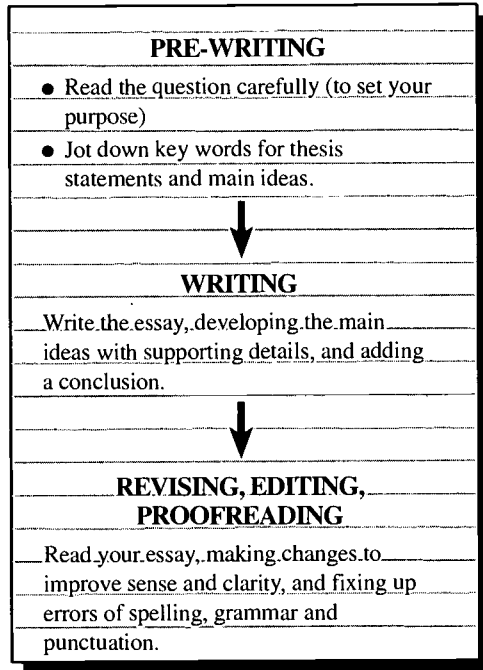 PRE-WRITING
● Read the question carefully (to set your
purpose)
● Jot down key words for thesis
statements and main ideas.
WRITING
Write the essay, developing the main
ideas with supporting details, and adding
a conclusion.
REVISING, EDITING,
PROOFREADING
Read your essay, making changes to
improve sense and clarity, and fixing up
errors of spelling, grammar and
punctuation.